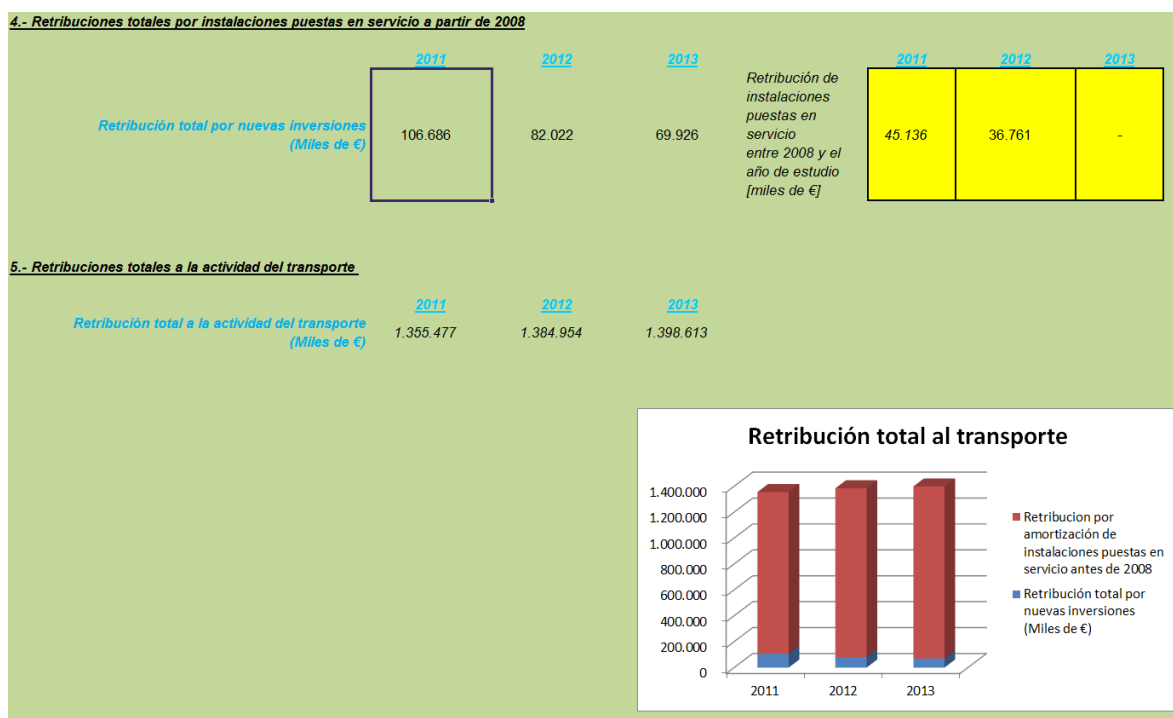 4.- Retribuciones totales por instalaciones puestas en servicio a partir de 2008
2011 2012 2013
Retribución total por nuevas inversiones
(Miles de €)
106.686 82.022 69.926
Retribución de
instalaciones
puestas en
servicio
entre 2008 y el
año de estudio
[miles de €]
2011 2012 2013
45.136 36.761 -
5.- Retribuciones totales a la actividad del transporte
2011 2012 2013
Retribución total a la actividad del transporte
(Miles de €)
1.355.477 1.384.954 1.398.613
Retribución total al transporte
1.400.000
1.200.000
1.000.000
800.000
600.000
400.000
200.000
0
2011 2012 2013
Retribucion por
amortización de
instalaciones puestas en
servicio antes de 2008
Retribución total por
nuevas inversiones
(Miles de €)